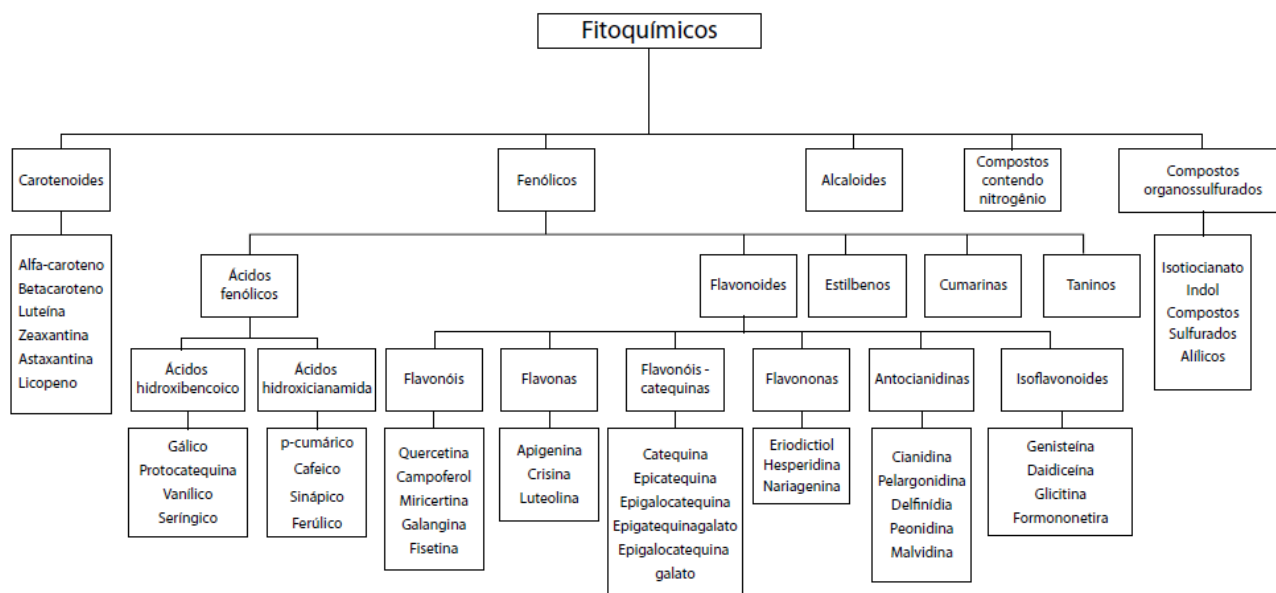 Fitoquímicos
Carotenoides
Fenólicos
Alcaloides
Compostos
contendo
nitrogênio
Compostos
organossulfurados
Alfa-caroteno
Betacaroteno
Luteína
Zeaxantina
Astaxantina
Licopeno
Ácidos
fenólicos
Flavonoides
Estilbenos
Cumarinas
Taninos
Isotiocianato
Indol
Compostos
Sulfurados
Alílicos
Ácidos
hidroxibencoico
Ácidos
hidroxicianamida
Flavonóis
Flavonas
Flavonóis -
catequinas
Flavononas
Antocianidinas
Isoflavonoides
Gálico
Protocatequina
Vanílico
Seríngico
p-cumárico
Cafeico
Sinápico
Ferúlico
Quercetina
Campoferol
Miricertina
Galangina
Fisetina
Apigenina
Crisina
Luteolina
Catequina
Epicatequina
Epigalocatequina
Epigatequinagalato
Epigalocatequina
galato
Eriodictiol
Hesperidina
Nariagenina
Cianidina
Pelargonidina
Delfinídia
Peonidina
Malvidina
Genisteína
Daidiceína
Glicitina
Formononetira